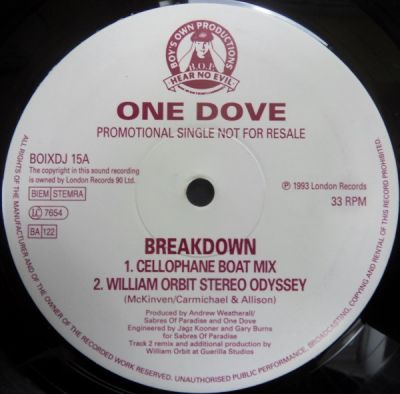 BOY'S OWN PRODUCTIONS
B.O.P.
HEAR NO EVIL
ONE DOVE
PROMOTIONAL SINGLE NOT FOR RESALE
BOIXDJ 15A
The copyright in this sound recording
is owned by London Records 90 Ltd.
BIEM STEMRA
LC 7654
BA 122
℗ 1993 London Records
33 RPM
BREAKDOWN
1. CELLOPHANE BOAT MIX
2. WILLIAM ORBIT STEREO ODYSSEY
(McKinven/Carmichael & Allison)
Produced by Andrew Weatherall/
Sabres Of Paradise and One Dove
Engineered by Jagz Kooner and Gary Burns
for Sabres Of Paradise
Track 2 remix and additional production by
William Orbit at Guerilla Studios
ALL RIGHTS OF THE MANUFACTURER AND OF THE OWNER OF THE RECORDED WORK RESERVED. UNAUTHORISED PUBLIC PERFORMANCE, BROADCASTING, COPYING AND RENTAL OF THIS RECORD PROHIBITED.